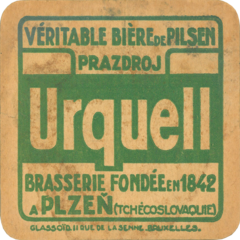 VÉRITABLE BIÈRE DE PILSEN
PRAZDROJ
Urquell
BRASSERIE FONDÉE EN 1842
A PLZEŇ (TCHÉCOSLOVAQUIE)
GLASSOÏD. 11 RUE DE LA SENNE. BRUXELLES.